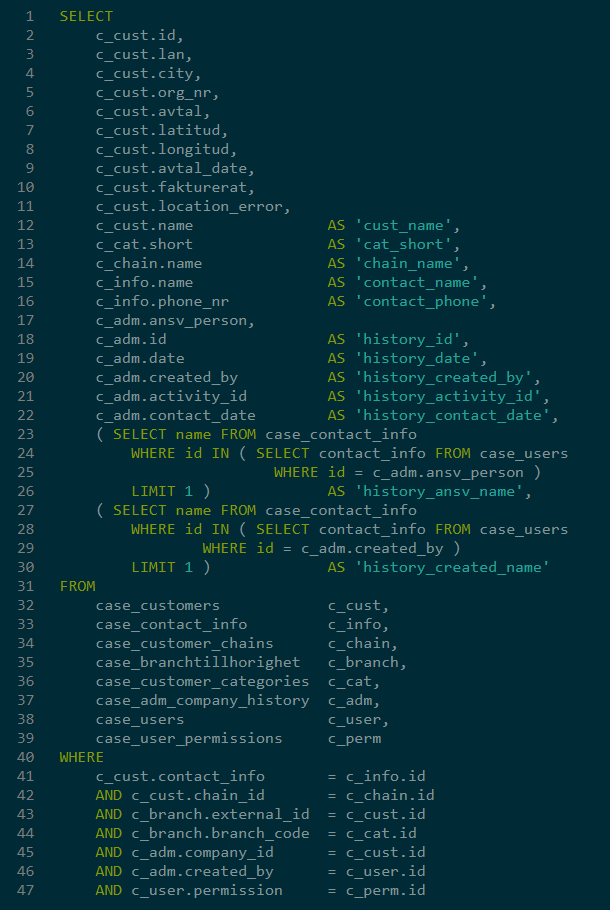 1 SELECT
2 c_cust.id,
3 c_cust.lan,
4 c_cust.city,
5 c_cust.org_nr,
6 c_cust.avtal,
7 c_cust.latitud,
8 c_cust.longitud,
9 c_cust.avtal_date,
10 c_cust.fakturerat,
11 c_cust.location_error,
12 c_cust.name AS 'cust_name',
13 c_cat.short AS 'cat_short',
14 c_chain.name AS 'chain_name',
15 c_info.name AS 'contact_name',
16 c_info.phone_nr AS 'contact_phone',
17 c_adm.ansv_person,
18 c_adm.id AS 'history_id',
19 c_adm.date AS 'history_date',
20 c_adm.created_by AS 'history_created_by',
21 c_adm.activity_id AS 'history_activity_id',
22 c_adm.contact_date AS 'history_contact_date',
23 ( SELECT name FROM case_contact_info
24 WHERE id IN ( SELECT contact_info FROM case_users
25 WHERE id = c_adm.ansv_person )
26 LIMIT 1 ) AS 'history_ansv_name',
27 ( SELECT name FROM case_contact_info
28 WHERE id IN ( SELECT contact_info FROM case_users
29 WHERE id = c_adm.created_by )
30 LIMIT 1 ) AS 'history_created_name'
31 FROM
32 case_customers c_cust,
33 case_contact_info c_info,
34 case_customer_chains c_chain,
35 case_branchtillhorighet c_branch,
36 case_customer_categories c_cat,
37 case_adm_company_history c_adm,
38 case_users c_user,
39 case_user_permissions c_perm
40 WHERE
41 c_cust.contact_info = c_info.id
42 AND c_cust.chain_id = c_chain.id
43 AND c_branch.external_id = c_cust.id
44 AND c_branch.branch_code = c_cat.id
45 AND c_adm.company_id = c_cust.id
46 AND c_adm.created_by = c_user.id
47 AND c_user.permission = c_perm.id